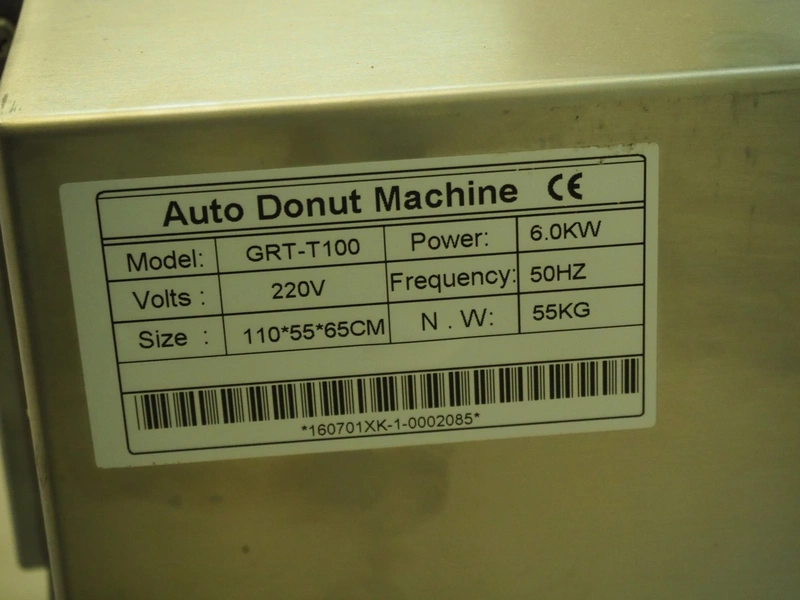 Auto Donut Machine CE
Model: GRT-T100 Power: 6.0KW
Volts : 220V Frequency: 50HZ
Size : 110*55*65CM N . W: 55KG
*160701XK-1-0002085*